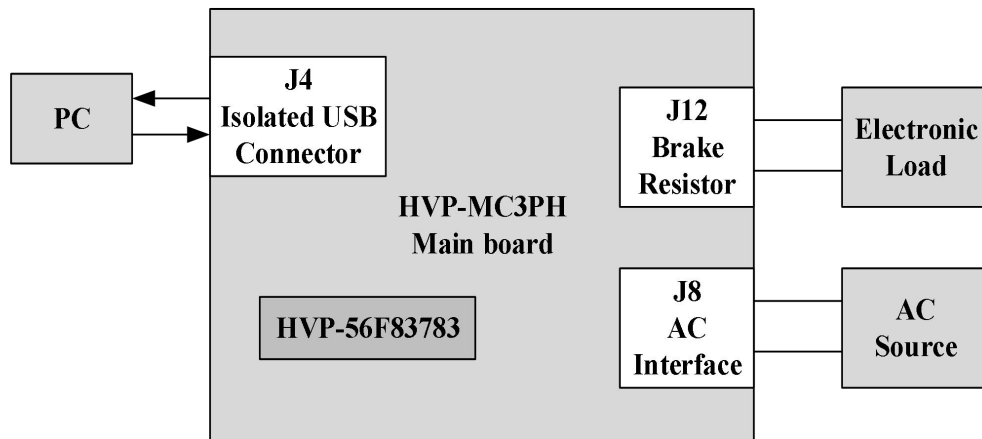 PC
J4
Isolated USB
Connector
HVP-MC3PH
Main board
HVP-56F83783
J12
Brake
Resistor
Electronic
Load
J8
AC
Interface
AC
Source